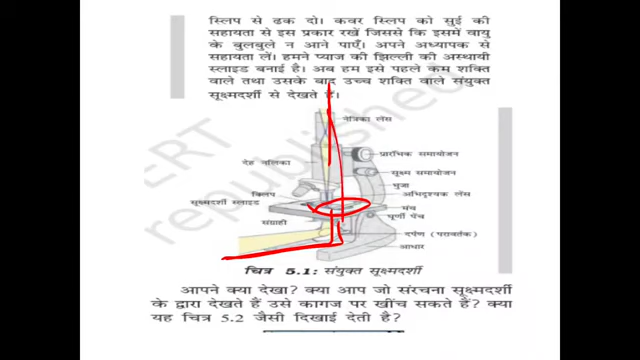 स्लिप से ढक दो। कवर स्लिप को सुई की
सहायता से इस प्रकार रखें जिससे कि इसमें वायु
के बुलबुले न आने पाएँ। अपने अध्यापक से
सहायता लें। हमने प्याज की झिल्ली की अस्थायी
स्लाइड बनाई है। अब हम इसे पहले कम शक्ति
वाले तथा उसके बाद उच्च शक्ति वाले संयुक्त
सूक्ष्मदर्शी से देखते हैं।
नेत्रिका लेंस
प्रारंभिक समायोजन
देह नलिका
सूक्ष्म समायोजन
भुजा
क्लिप
अभिदृश्यक लेंस
सूक्ष्मदर्शी स्लाइड
मंच
घूर्णी पेंच
संग्राही
दर्पण (परावर्तक)
आधार
चित्र 5.1: संयुक्त सूक्ष्मदर्शी
आपने क्या देखा? क्या आप जो संरचना सूक्ष्मदर्शी
के द्वारा देखते हैं उसे कागज पर खींच सकते हैं? क्या
यह चित्र 5.2 जैसी दिखाई देती है?
republished